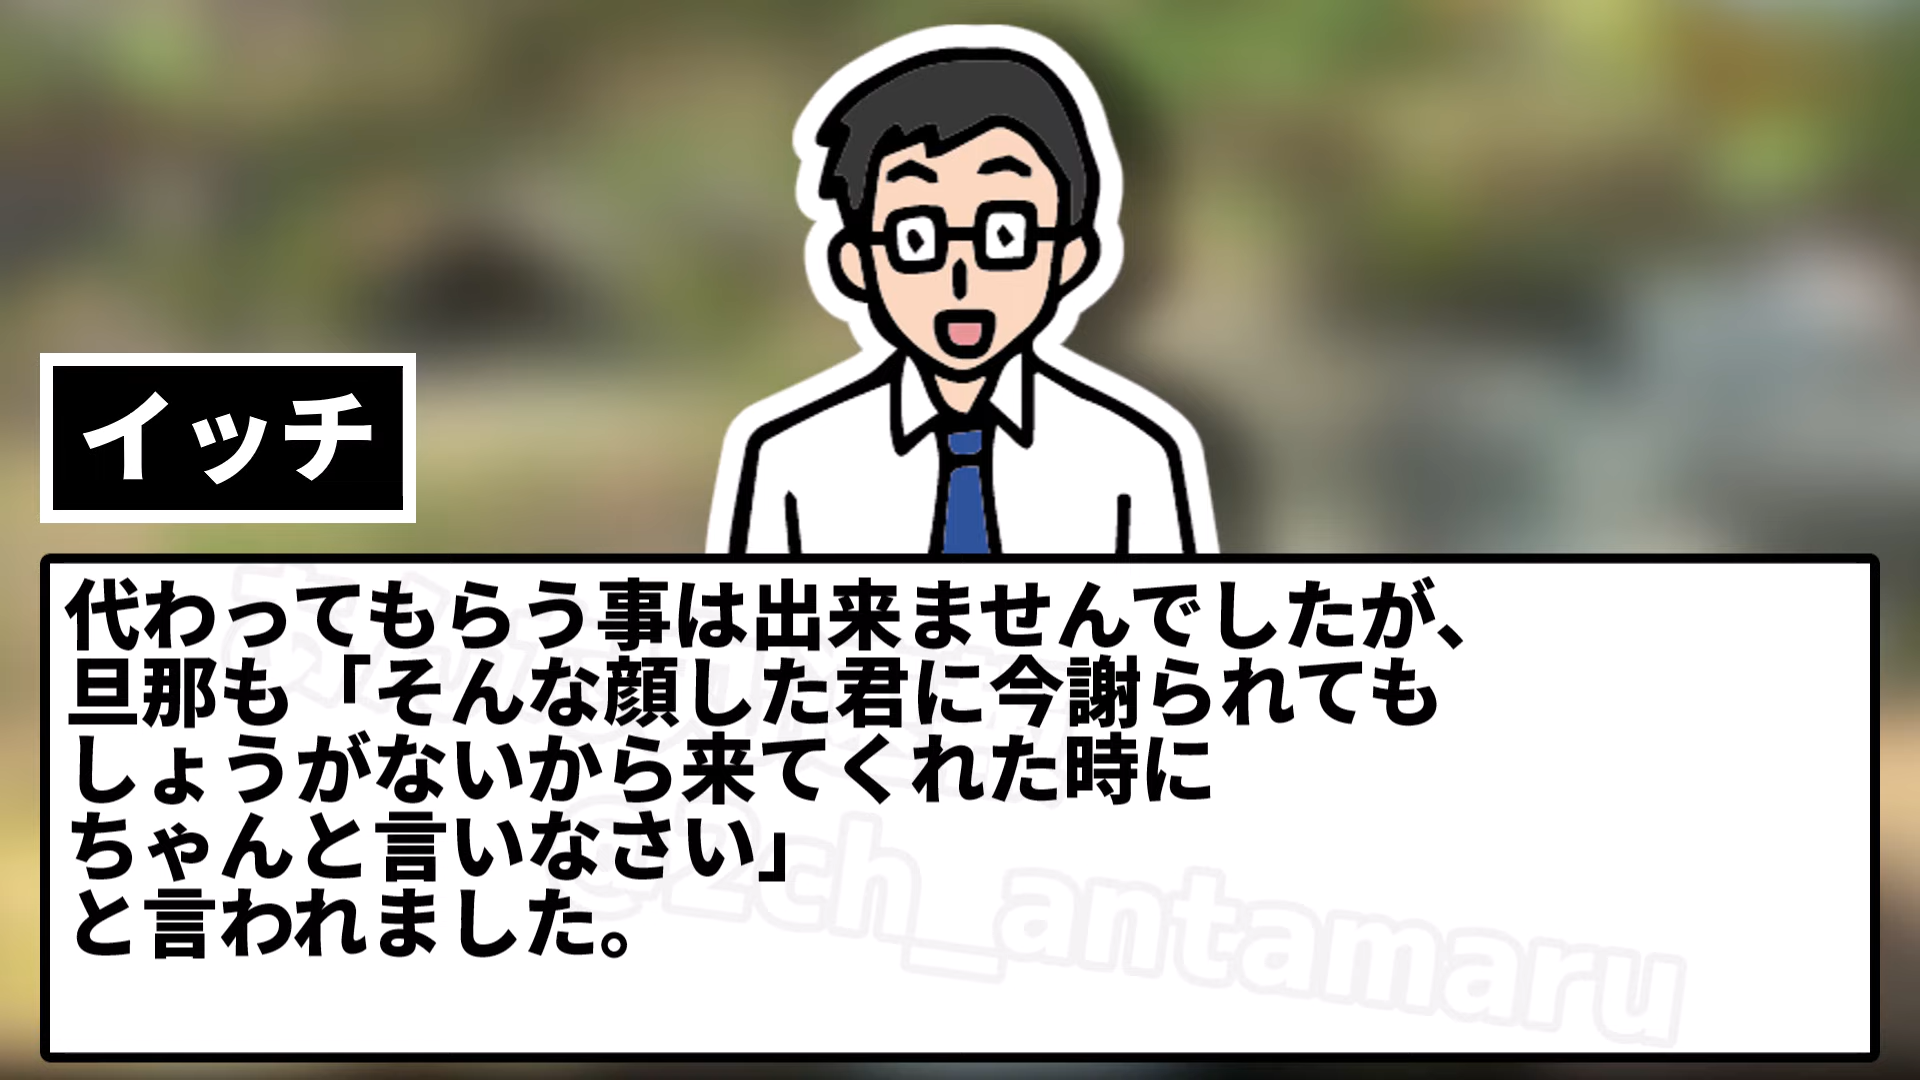 イッチ
代わってもらう事は出来ませんでしたが、
旦那も「そんな顔した君に今謝られても
しょうがないから来てくれた時に
ちゃんと言いなさい」
と言われました。
@2ch_antamaru